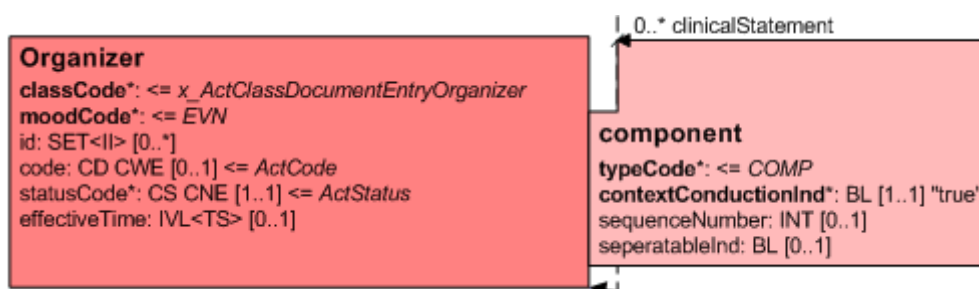 0..* clinicalStatement
Organizer
classCode*: <= x_ActClassDocumentEntryOrganizer
moodCode*: <= EVN
id: SET<II> [0..*]
code: CD CWE [0..1] <= ActCode
statusCode*: CS CNE [1..1] <= ActStatus
effectiveTime: IVL<TS> [0..1]
component
typeCode*: <= COMP
contextConductionInd*: BL [1..1] "true"
sequenceNumber: INT [0..1]
seperatableInd: BL [0..1]